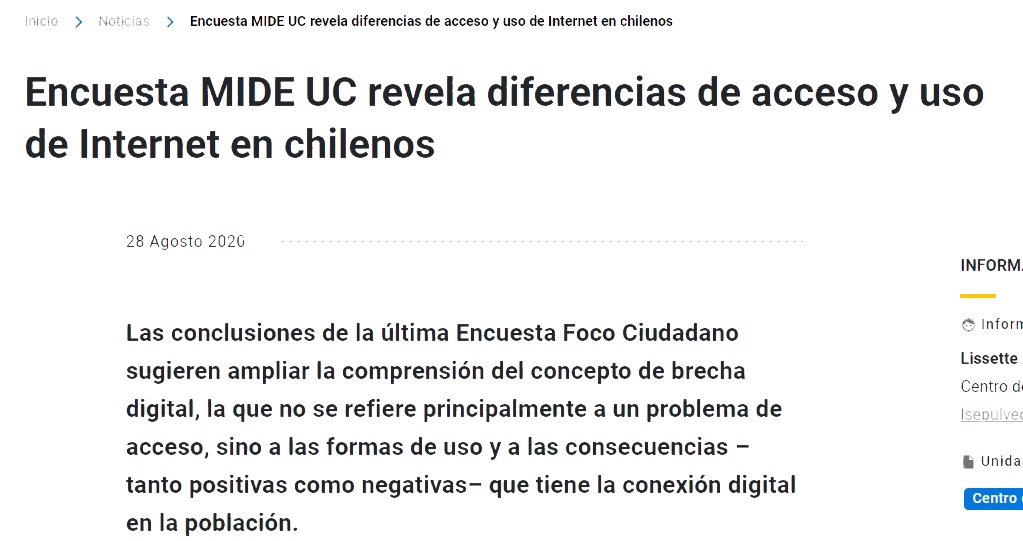 Inicio > Noticias > Encuesta MIDE UC revela diferencias de acceso y uso de Internet en chilenos
Encuesta MIDE UC revela diferencias de acceso y uso
de Internet en chilenos
28 Agosto 2020
Las conclusiones de la última Encuesta Foco Ciudadano
sugieren ampliar la comprensión del concepto de brecha
digital, la que no se refiere principalmente a un problema de
acceso, sino a las formas de uso y a las consecuencias –
tanto positivas como negativas– que tiene la conexión digital
en la población.
INFORMA
Inform
Lissette
Centro d
lsepulved
Unida
Centro